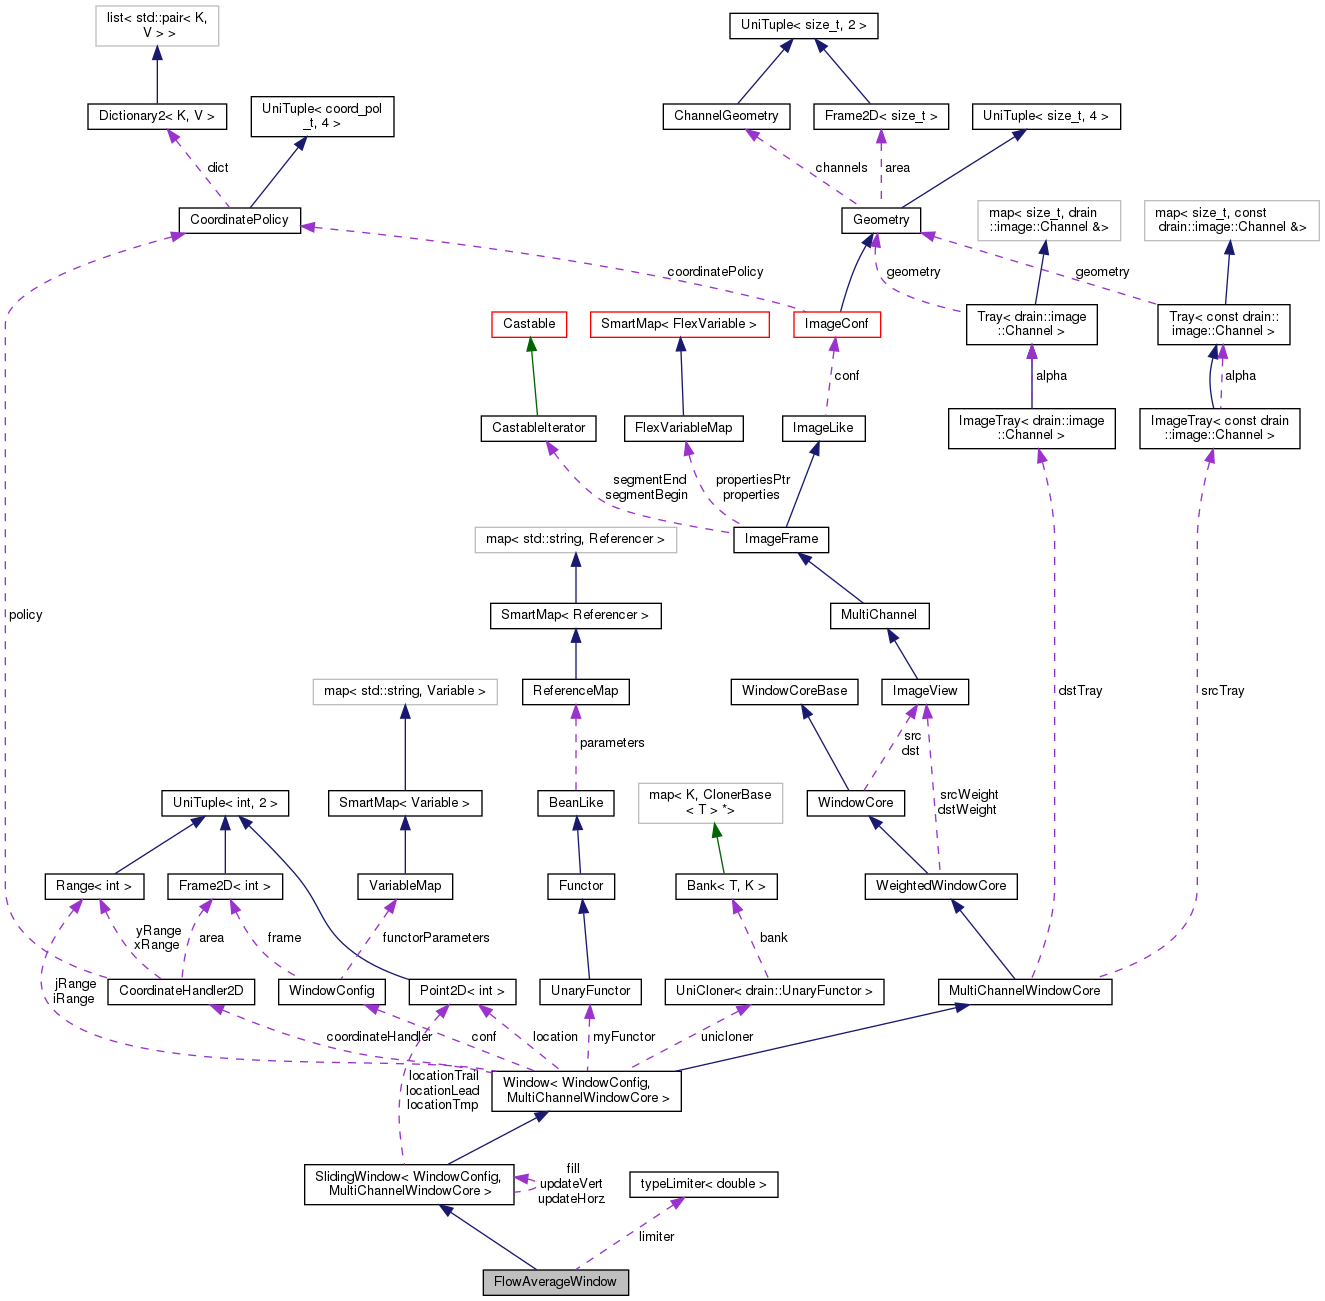 list< std::pair< K,
V > >
UniTuple< size_t, 2 >
Dictionary2< K, V >
UniTuple< coord_pol
_t, 4 >
ChannelGeometry
Frame2D< size_t >
UniTuple< size_t, 4 >
dict
channels
area
CoordinatePolicy
Geometry
map< size_t, drain
::image::Channel &>
map< size_t, const
drain::image::Channel &>
coordinatePolicy
geometry
geometry
Castable
SmartMap< FlexVariable >
ImageConf
Tray< drain::image
::Channel >
Tray< const drain::
image::Channel >
conf
alpha
alpha
CastableIterator
FlexVariableMap
ImageLike
ImageTray< drain::image
::Channel >
ImageTray< const drain
::image::Channel >
segmentEnd
segmentBegin
propertiesPtr
properties
map< std::string, Referencer >
ImageFrame
policy
SmartMap< Referencer >
MultiChannel
map< std::string, Variable >
ReferenceMap
WindowCoreBase
ImageView
dstTray
srcTray
parameters
src
dst
UniTuple< int, 2 >
SmartMap< Variable >
BeanLike
map< K, ClonerBase
< T > *>
WindowCore
srcWeight
dstWeight
Range< int >
Frame2D< int >
VariableMap
Functor
Bank< T, K >
WeightedWindowCore
yRange
xRange
area
frame
functorParameters
bank
jRange
iRange
CoordinateHandler2D
WindowConfig
Point2D< int >
UnaryFunctor
UniCloner< drain::UnaryFunctor >
MultiChannelWindowCore
coordinateHandler
conf
location
myFunctor
unicloner
locationTrail
locationLead
locationTmp
Window< WindowConfig,
MultiChannelWindowCore >
SlidingWindow< WindowConfig,
MultiChannelWindowCore >
fill
updateVert
updateHorz
typeLimiter< double >
limiter
FlowAverageWindow